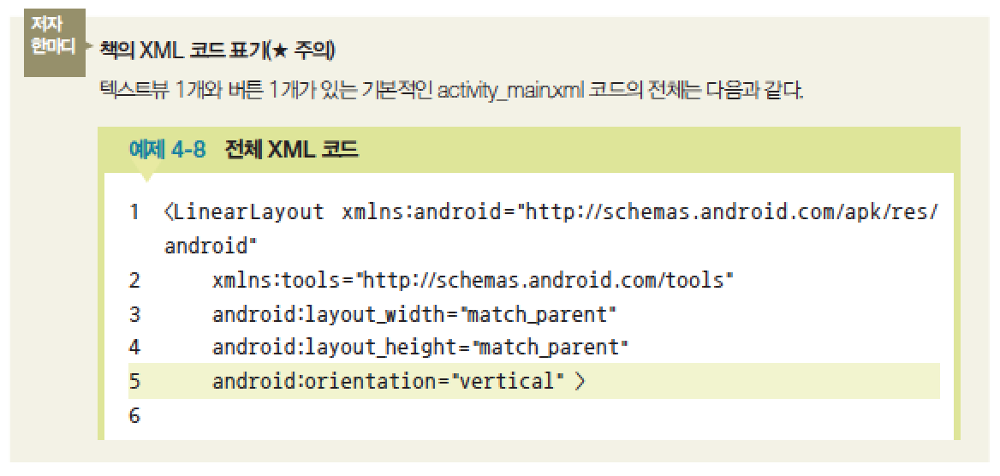 저자
한마디
책의 XML 코드 표기(★ 주의)
텍스트뷰 1개와 버튼 1개가 있는 기본적인 activity_main.xml 코드의 전체는 다음과 같다.
예제 4-8 전체 XML 코드
1 <LinearLayout xmlns:android="http://schemas.android.com/apk/res/
android"
2 xmlns:tools="http://schemas.android.com/tools"
3 android:layout_width="match_parent"
4 android:layout_height="match_parent"
5 android:orientation="vertical" >
6